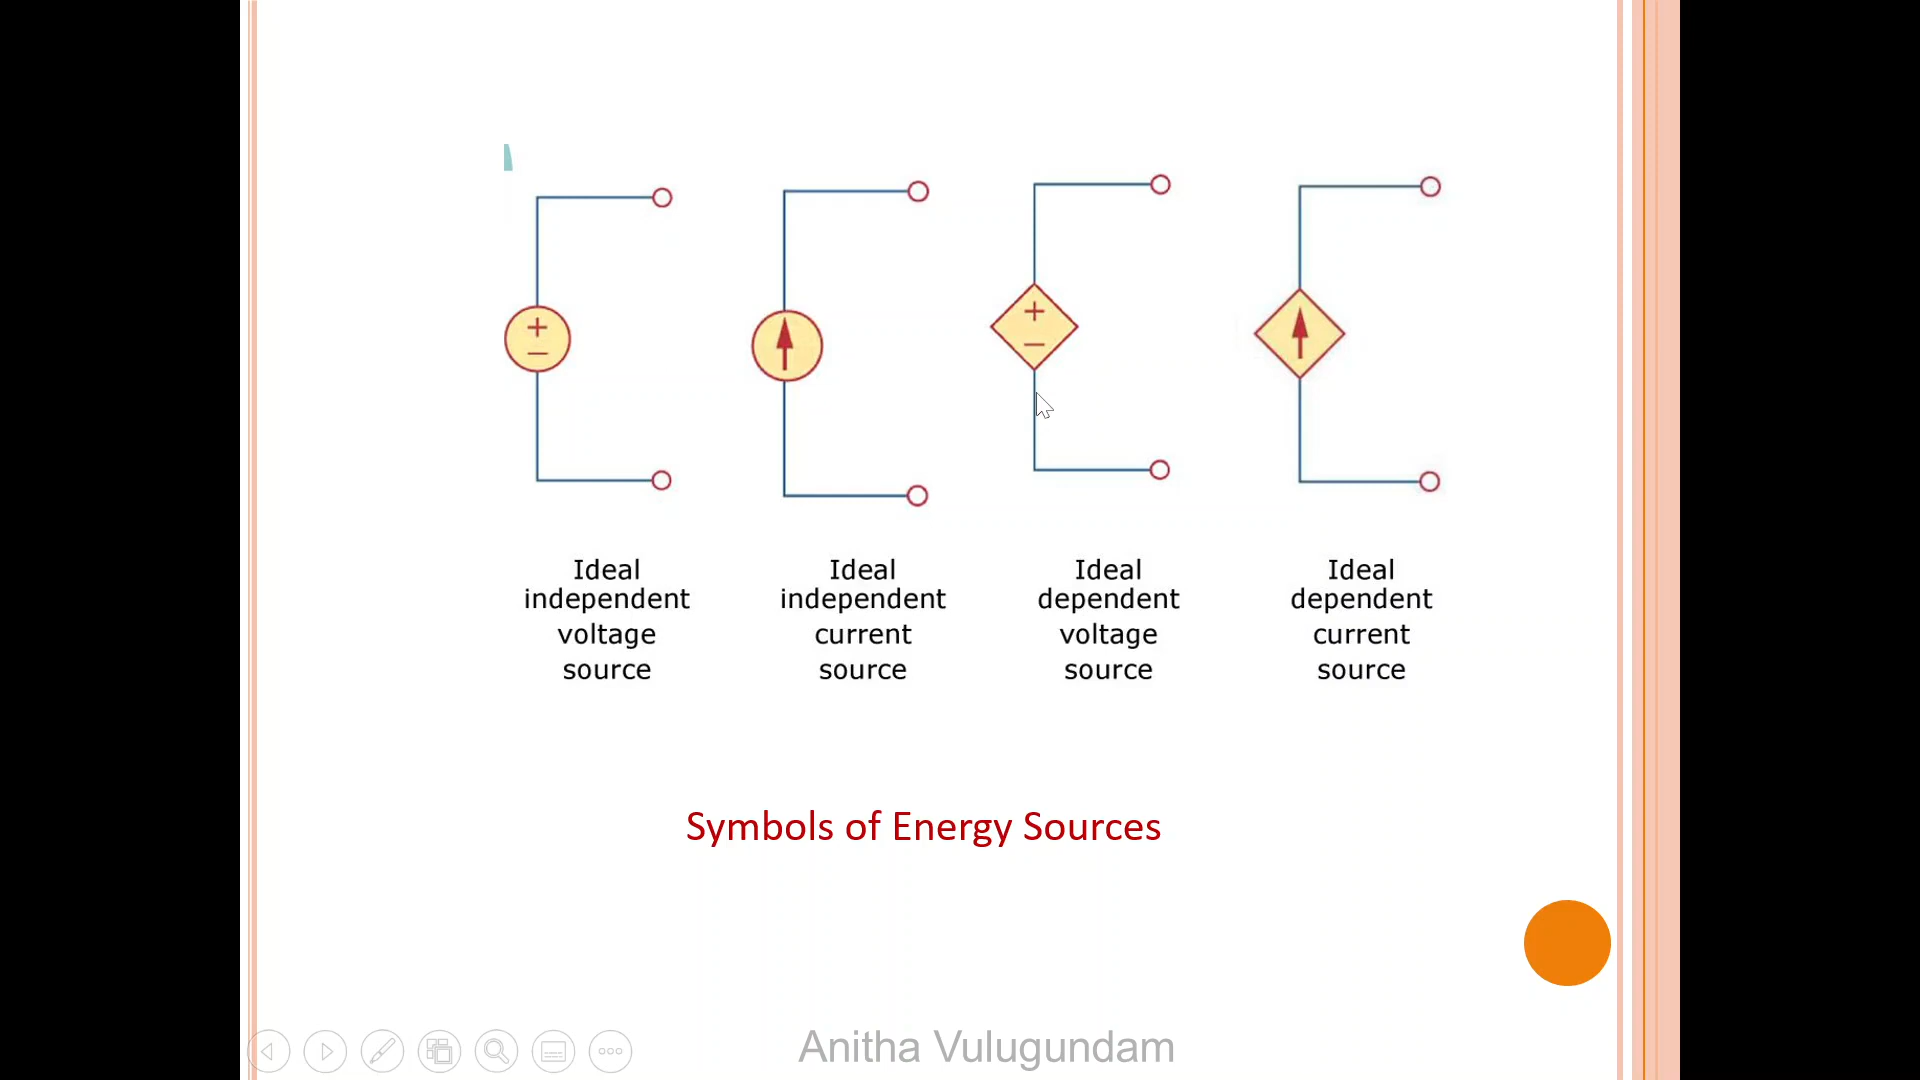 Ideal
independent
voltage
source
Ideal
independent
current
source
Ideal
dependent
voltage
source
Ideal
dependent
current
source
Symbols of Energy Sources
Anitha Vulugundam